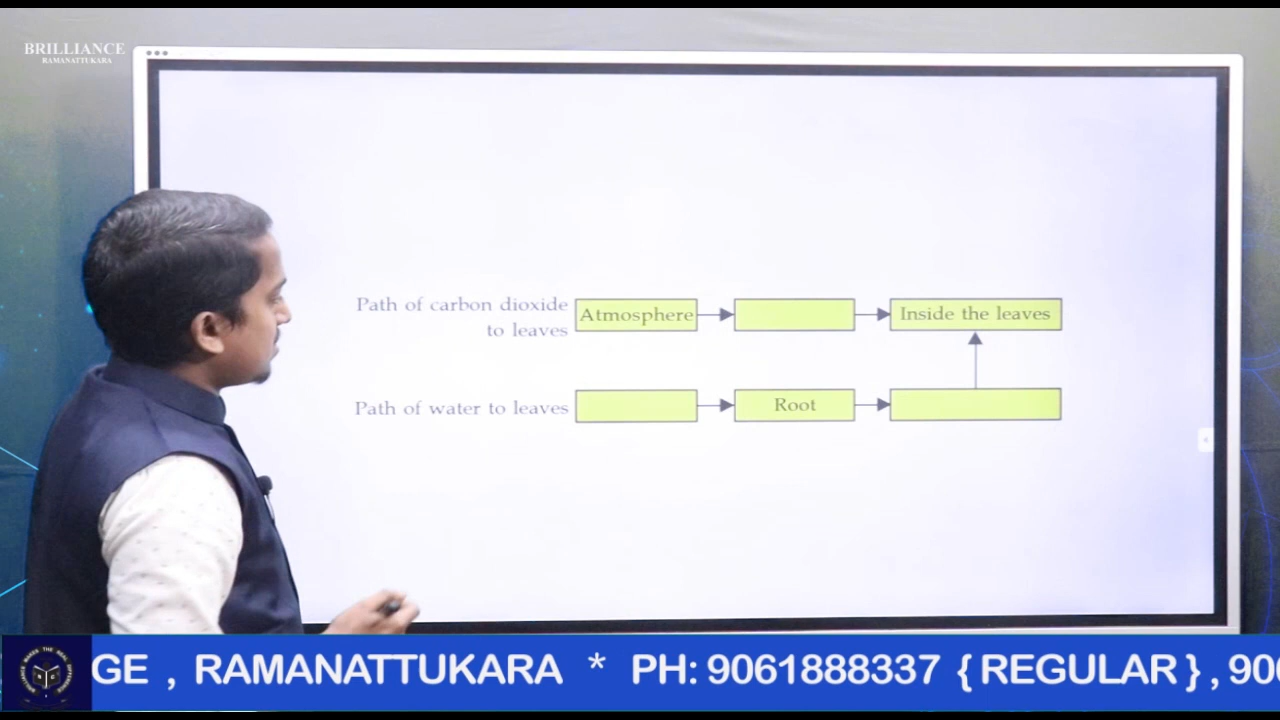 BRILLIANCE
RAMANATTUKARA
Path of carbon dioxide
to leaves
Atmosphere
Inside the leaves
Path of water to leaves
Root
GE , RAMANATTUKARA * PH: 9061888337 { REGULAR } , 906